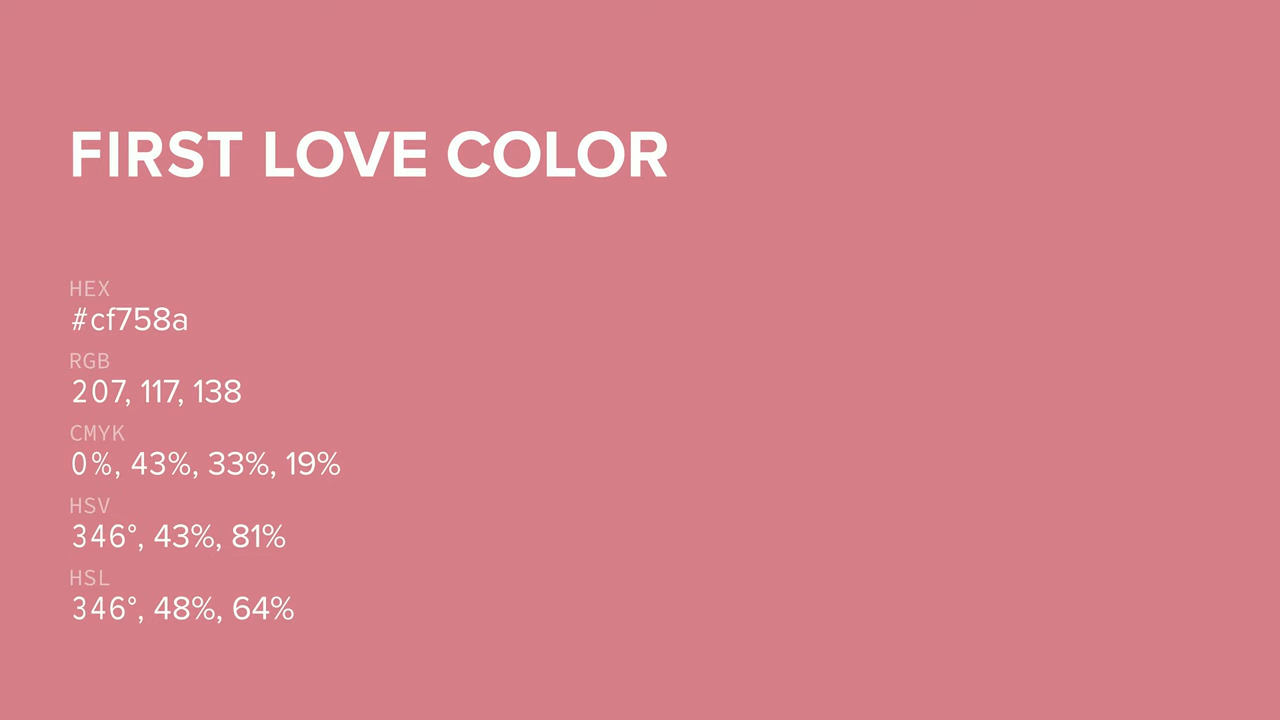 FIRST LOVE COLOR
HEX
#cf758a
RGB
207, 117, 138
CMYK
0%, 43%, 33%, 19%
HSV
346°, 43%, 81%
HSL
346°, 48%, 64%